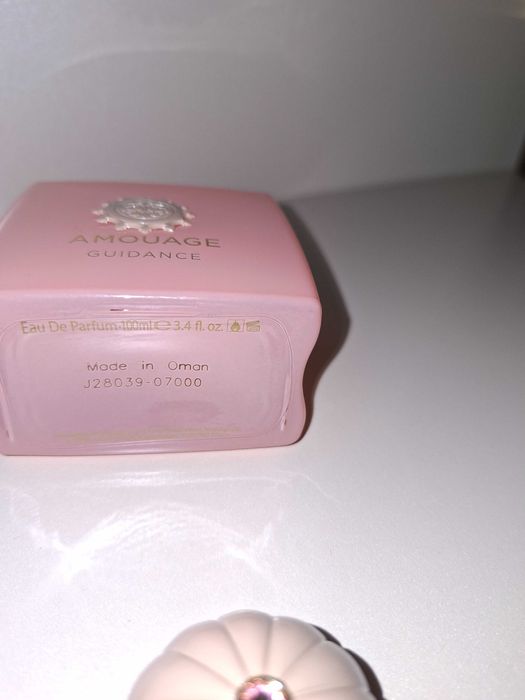 AMOUAGE
GUIDANCE
Eau De Parfum 100ml ℮ 3.4 fl. oz.
Made in Oman
J28039-07000